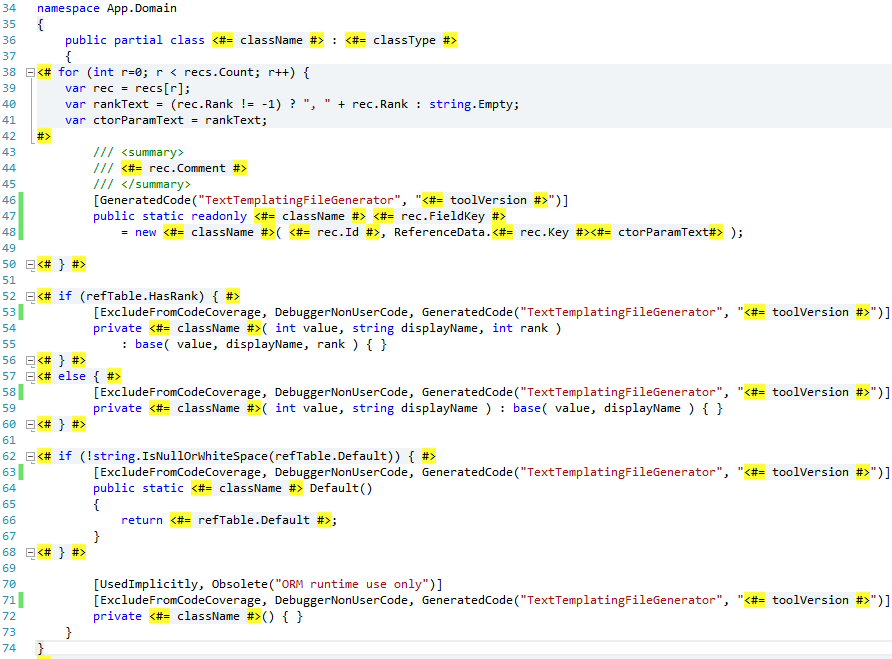 34 namespace App.Domain
35 {
36     public partial class <#= className #> : <#= classType #>
37     {
38 <# for (int r=0; r < recs.Count; r++) {
39     var rec = recs[r];
40     var rankText = (rec.Rank != -1) ? ", " + rec.Rank : string.Empty;
41     var ctorParamText = rankText;
42 #>
43         /// <summary>
44         /// <#= rec.Comment #>
45         /// </summary>
46         [GeneratedCode("TextTemplatingFileGenerator", "<#= toolVersion #>")]
47         public static readonly <#= className #> <#= rec.FieldKey #>
48             = new <#= className #>( <#= rec.Id #>, ReferenceData.<#= rec.Key #><#= ctorParamText#> );
49
50 <# } #>
51
52 <# if (refTable.HasRank) { #>
53         [ExcludeFromCodeCoverage, DebuggerNonUserCode, GeneratedCode("TextTemplatingFileGenerator", "<#= toolVersion #>")]
54         private <#= className #>( int value, string displayName, int rank )
55             : base( value, displayName, rank ) { }
56 <# } #>
57 <# else { #>
58         [ExcludeFromCodeCoverage, DebuggerNonUserCode, GeneratedCode("TextTemplatingFileGenerator", "<#= toolVersion #>")]
59         private <#= className #>( int value, string displayName ) : base( value, displayName ) { }
60 <# } #>
61
62 <# if (!string.IsNullOrWhiteSpace(refTable.Default)) { #>
63         [ExcludeFromCodeCoverage, DebuggerNonUserCode, GeneratedCode("TextTemplatingFileGenerator", "<#= toolVersion #>")]
64         public static <#= className #> Default()
65         {
66             return <#= refTable.Default #>;
67         }
68 <# } #>
69
70         [UsedImplicitly, Obsolete("ORM runtime use only")]
71         [ExcludeFromCodeCoverage, DebuggerNonUserCode, GeneratedCode("TextTemplatingFileGenerator", "<#= toolVersion #>")]
72         private <#= className #>() { }
73     }
74 }